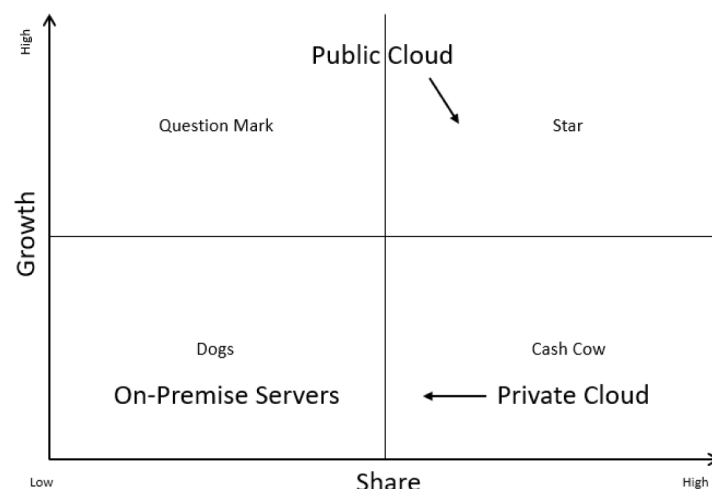 High
Public Cloud
Question Mark
Star
Growth
Dogs
Cash Cow
On-Premise Servers
Private Cloud
Low
Share
High